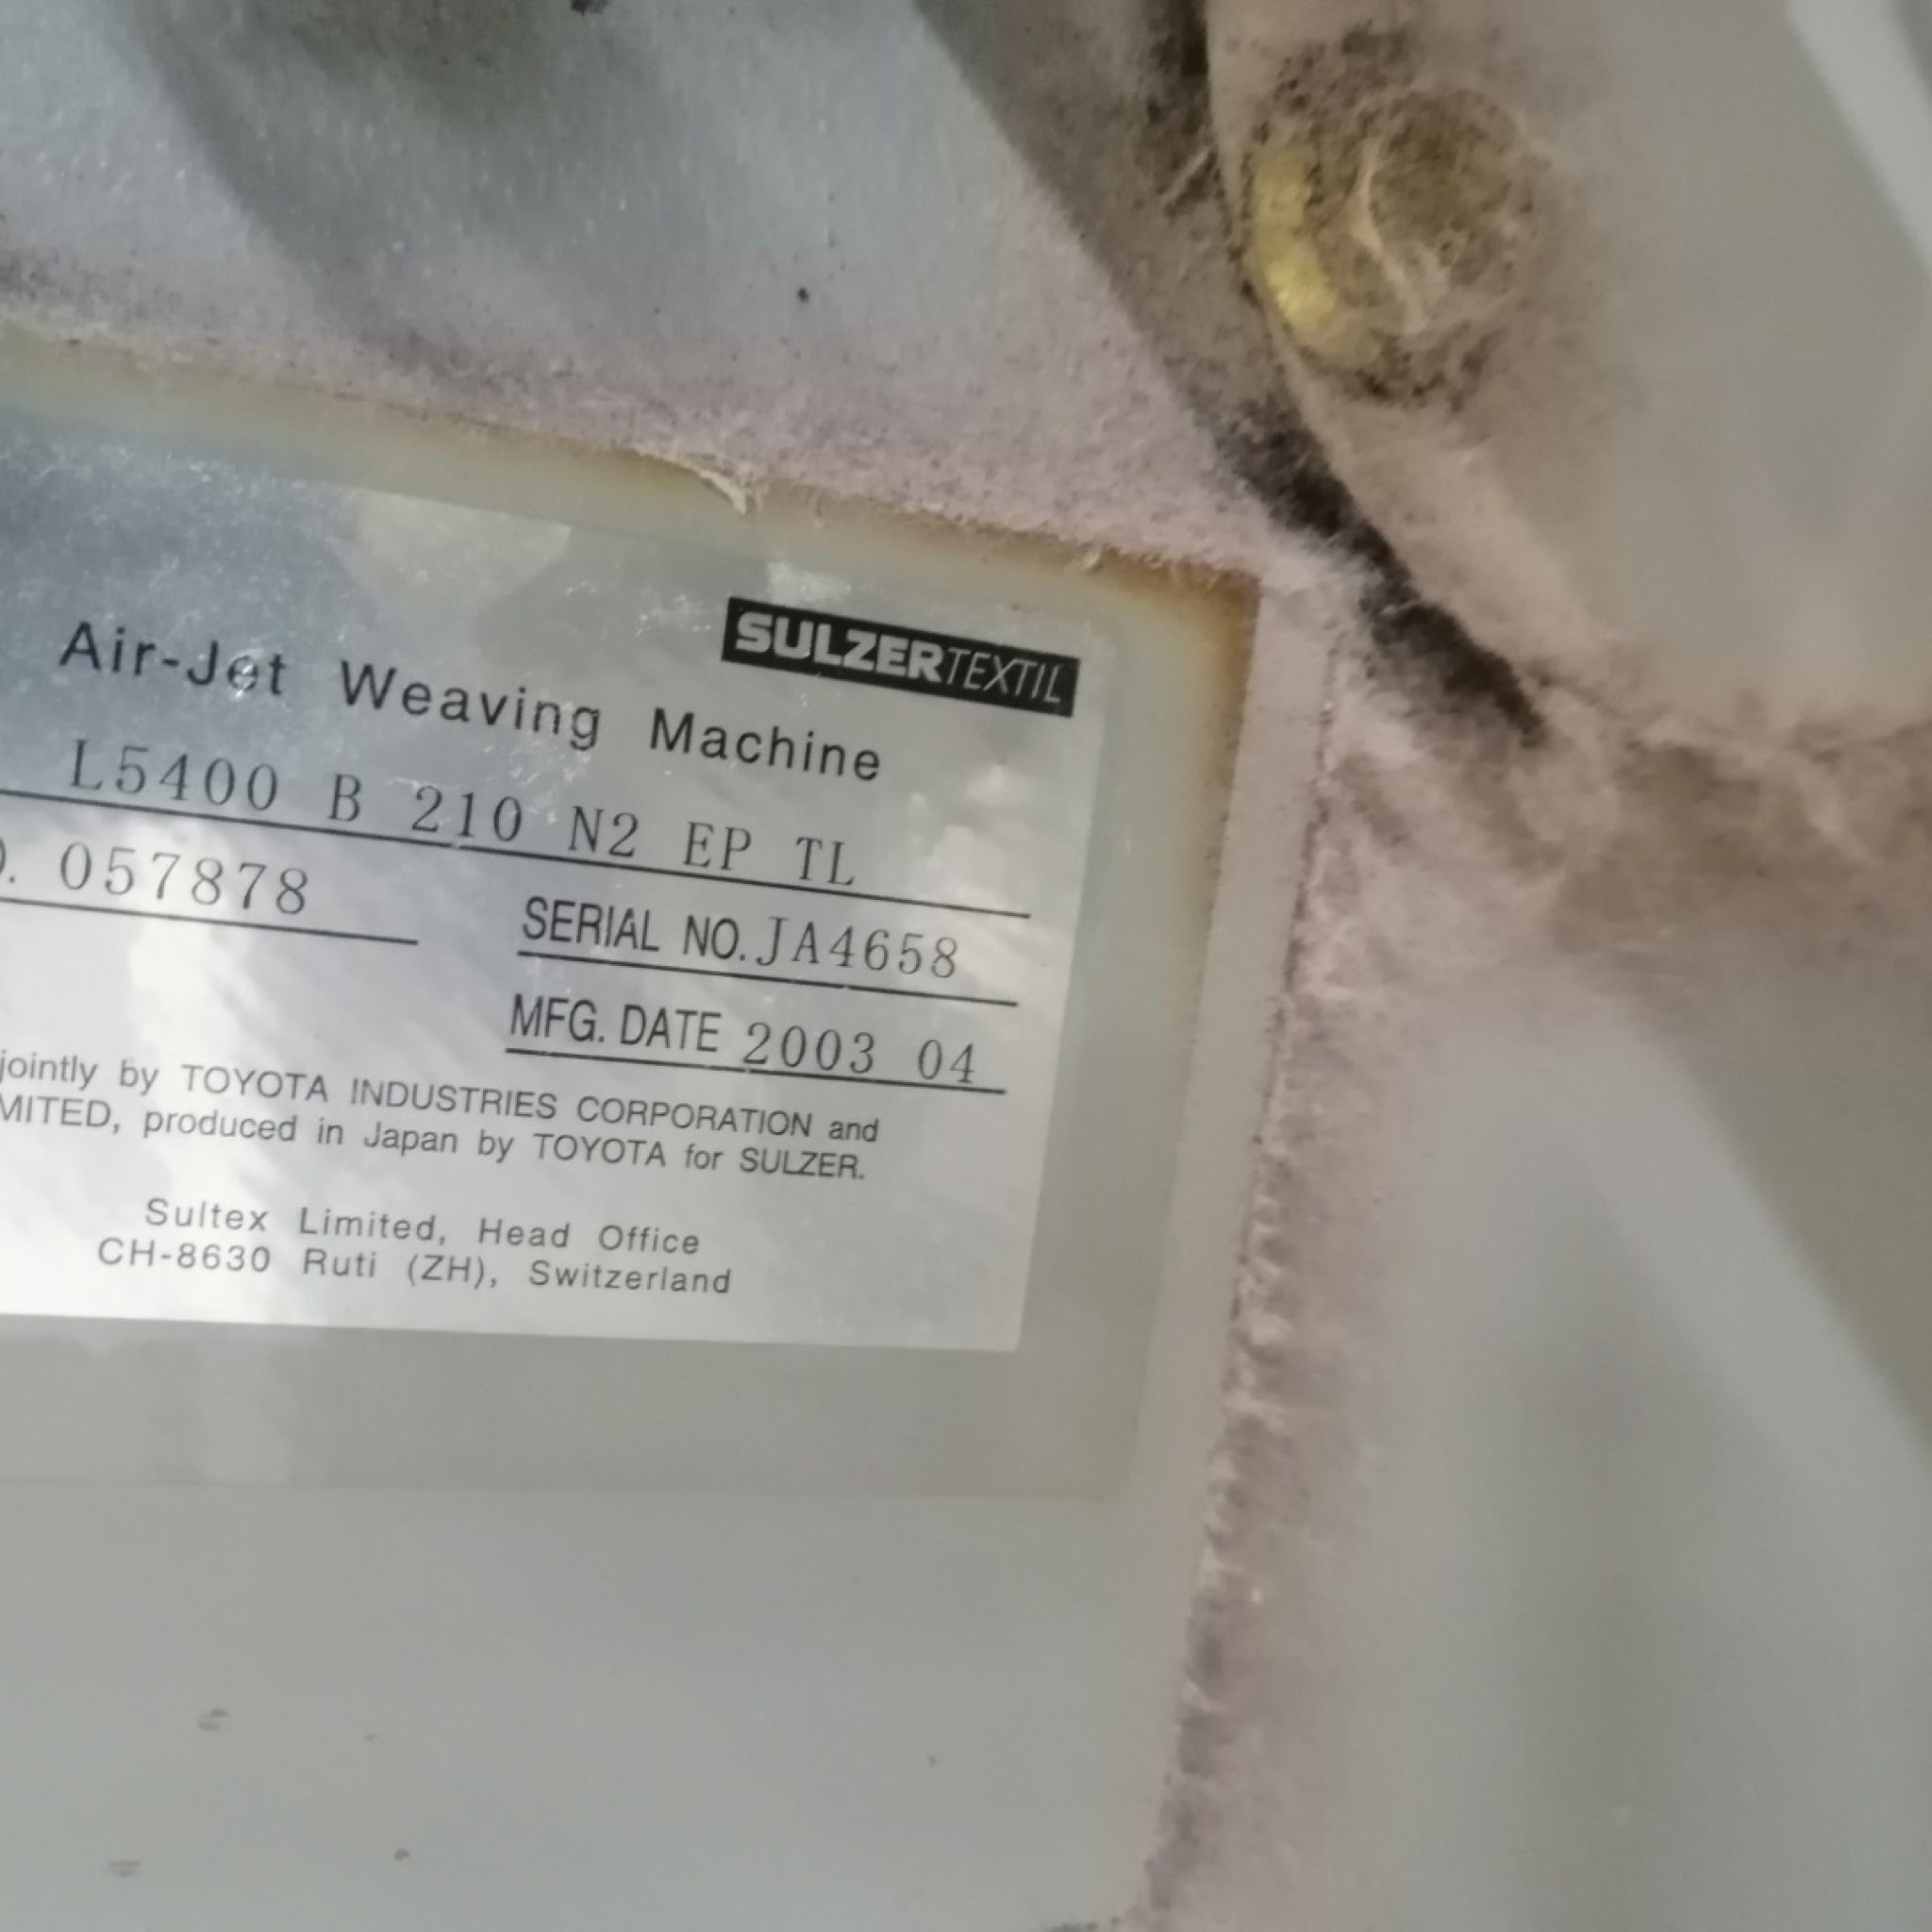 SULZERTEXTIL
Air-Jet Weaving Machine
L5400 B 210 N2 EP TL
. 057878
SERIAL NO. JA4658
MFG. DATE 2003 04
jointly by TOYOTA INDUSTRIES CORPORATION and
MITED, produced in Japan by TOYOTA for SULZER.
Sultex Limited, Head Office
CH-8630 Ruti (ZH), Switzerland